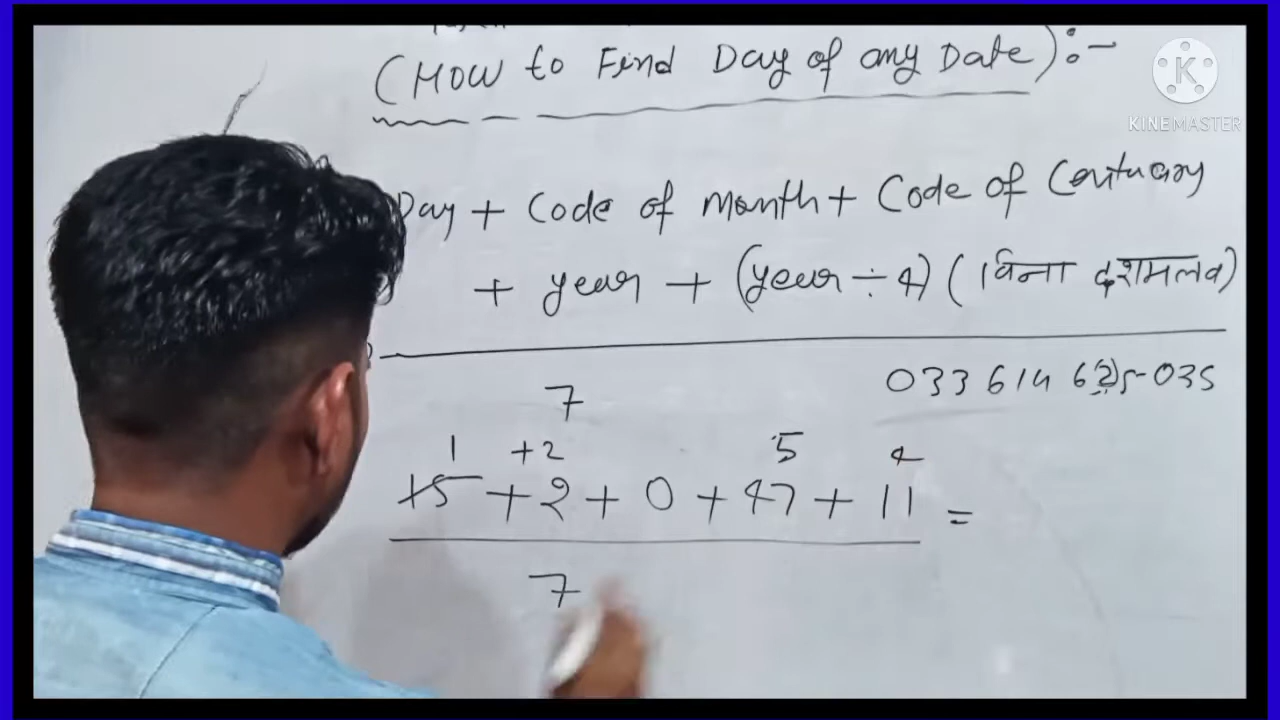 (HOW to Find Day of any Date):-
KINEMASTER
Day + Code of Month + Code of Centuary
+ year + (year ÷ 4) (बिना दशमलव)
033 614 625 035
7
1 +2 5 4
15 + 2 + 0 + 47 + 11 =
7